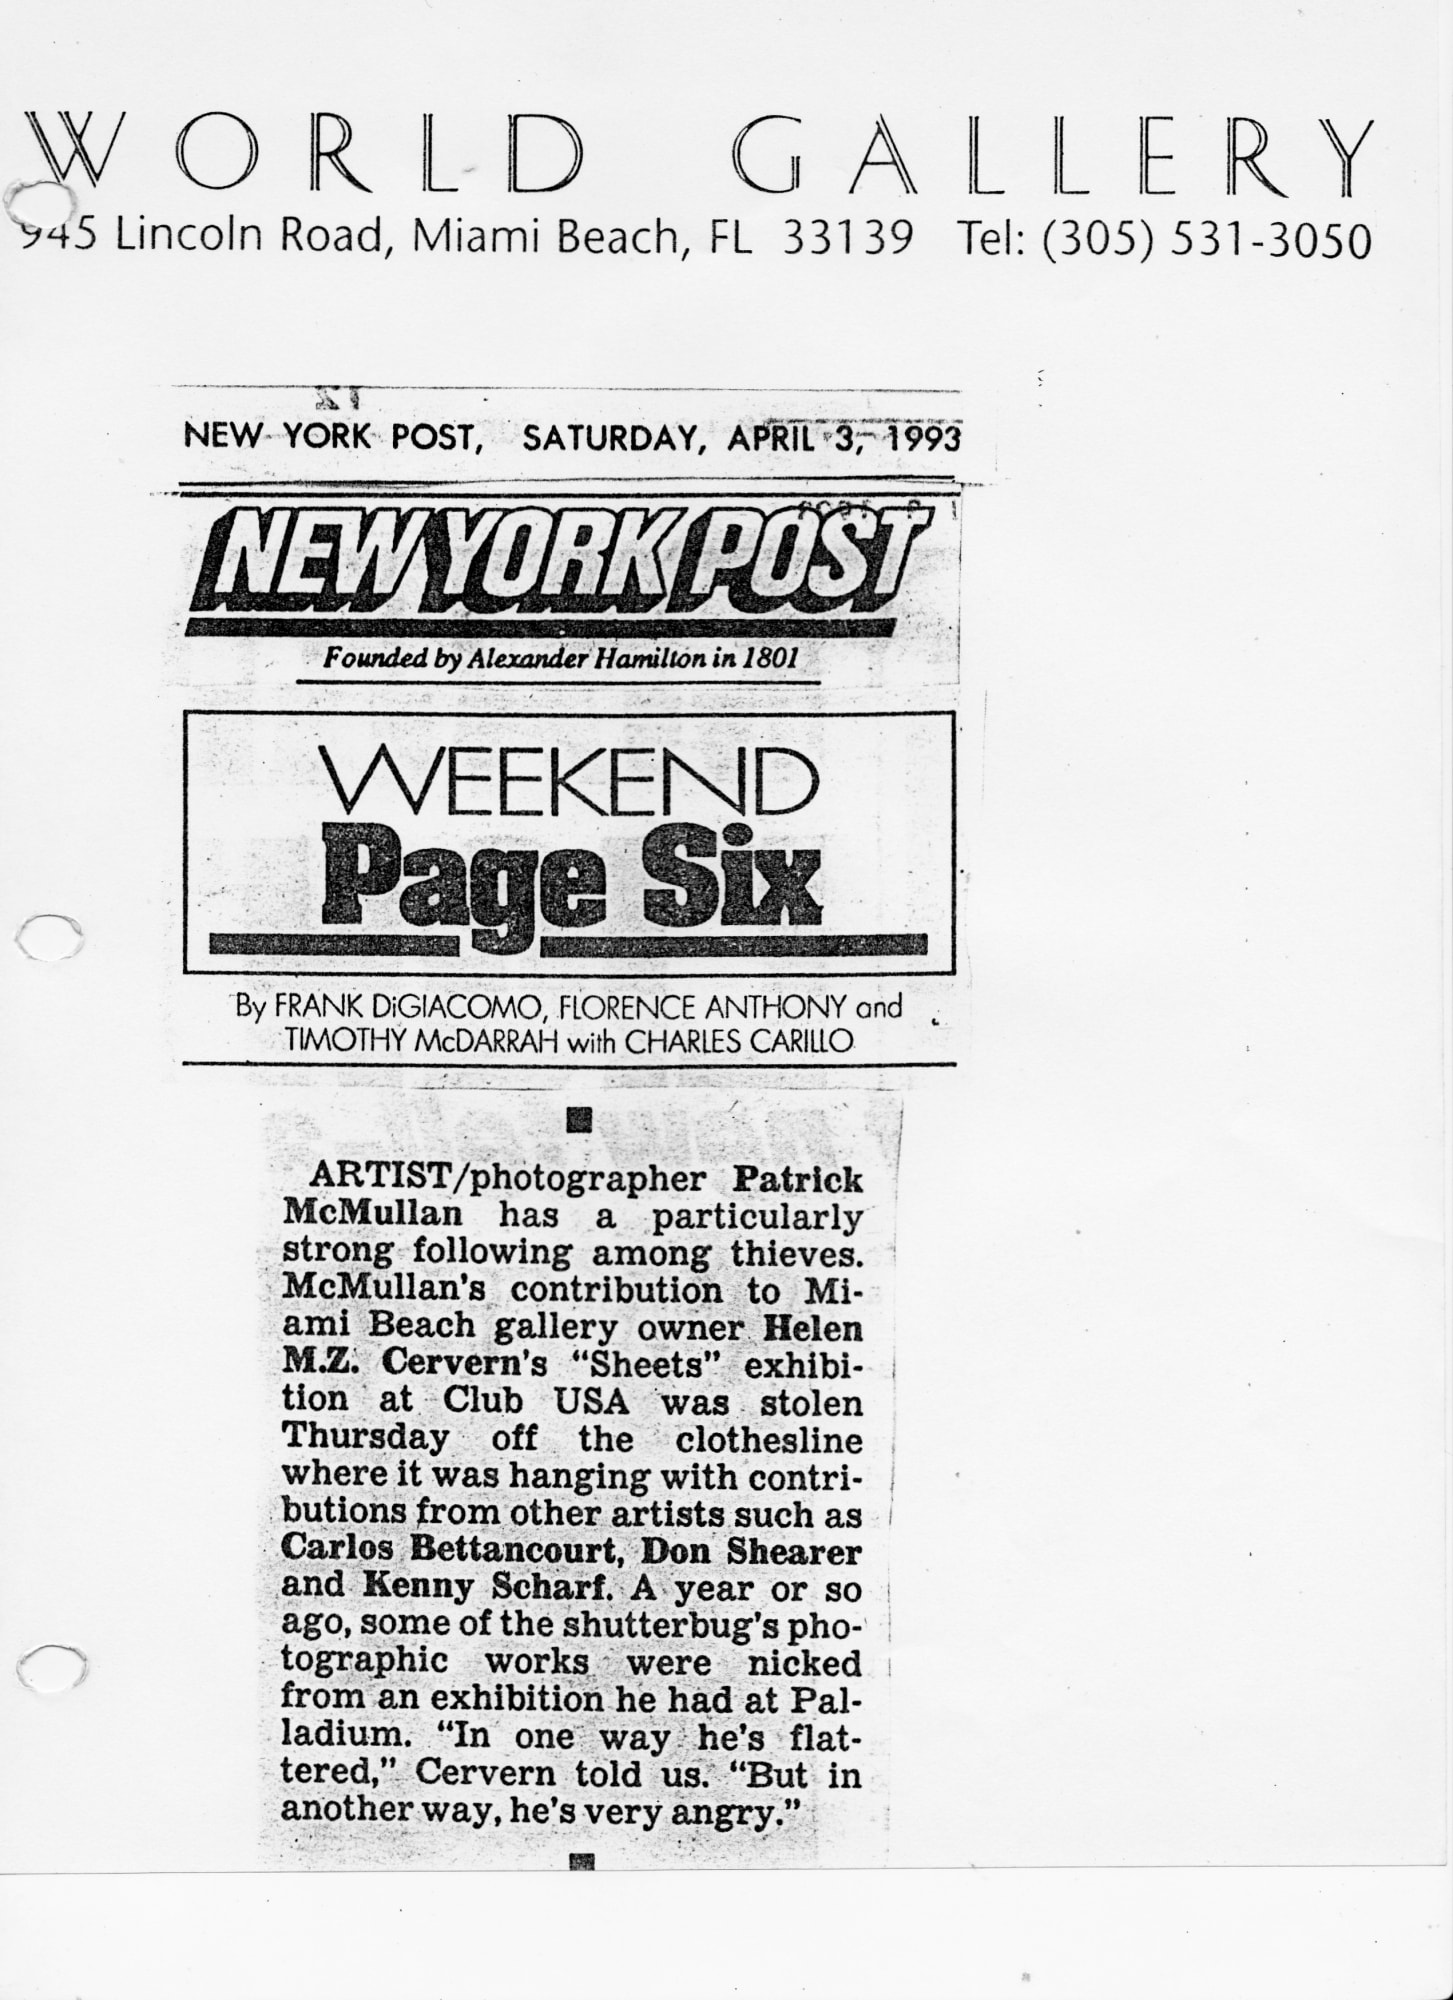 WORLD GALLERY
945 Lincoln Road, Miami Beach, FL 33139 Tel: (305) 531-3050
NEW YORK POST, SATURDAY, APRIL 3, 1993
NEW YORK POST
Founded by Alexander Hamilton in 1801
WEEKEND
Page Six
By FRANK DiGIACOMO, FLORENCE ANTHONY and
TIMOTHY McDARRAH with CHARLES CARILLO
ARTIST/photographer Patrick
McMullan has a particularly
strong following among thieves.
McMullan's contribution to Mi-
ami Beach gallery owner Helen
M.Z. Cervern's “Sheets” exhibi-
tion at Club USA was stolen
Thursday off the clothesline
where it was hanging with contri-
butions from other artists such as
Carlos Bettancourt, Don Shearer
and Kenny Scharf. A year or so
ago, some of the shutterbug's pho-
tographic works were nicked
from an exhibition he had at Pal-
ladium. “In one way he's flat-
tered,” Cervern told us. “But in
another way, he's very angry.”